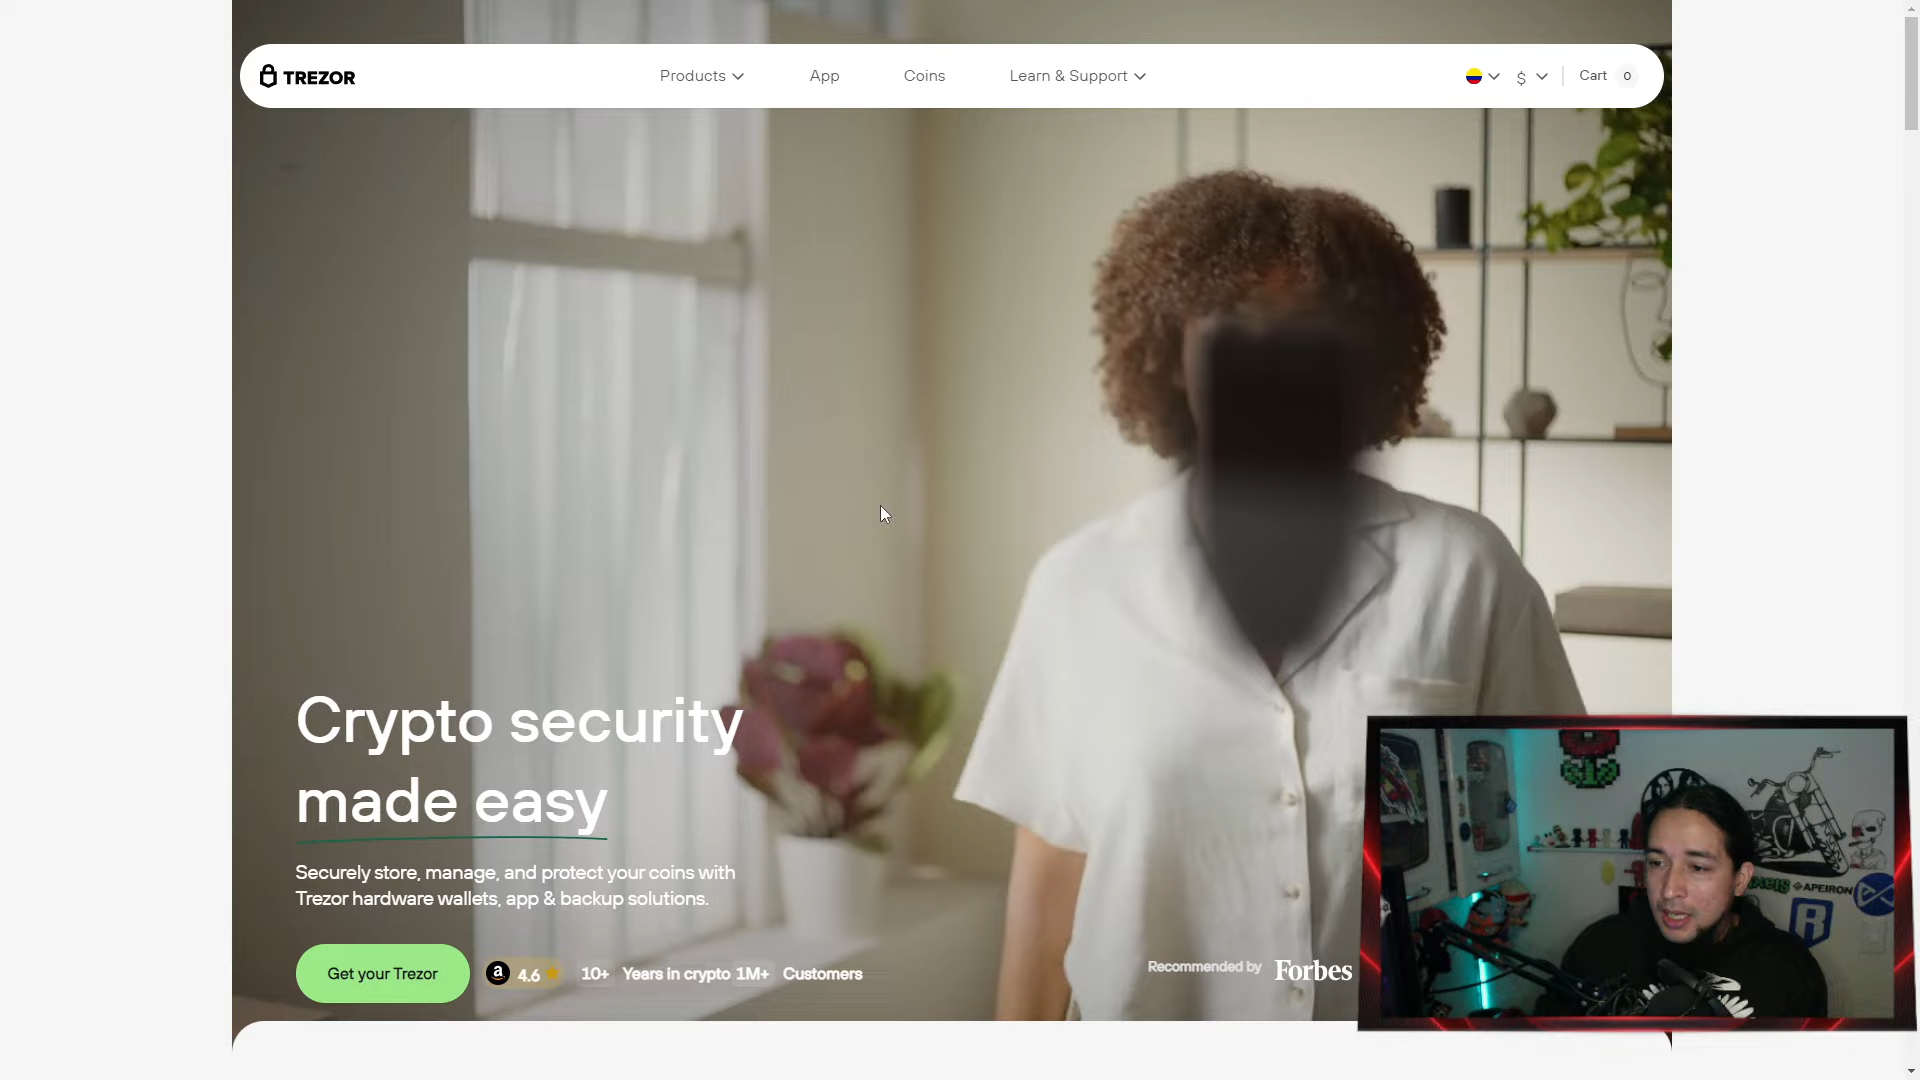 TREZOR
Products
App
Coins
Learn & Support
$
Cart 0
Crypto security
made easy
Securely store, manage, and protect your coins with
Trezor hardware wallets, app & backup solutions.
Get your Trezor
a 4.6
10+ Years in crypto
1M+ Customers
Recommended by Forbes
APEIRON
R